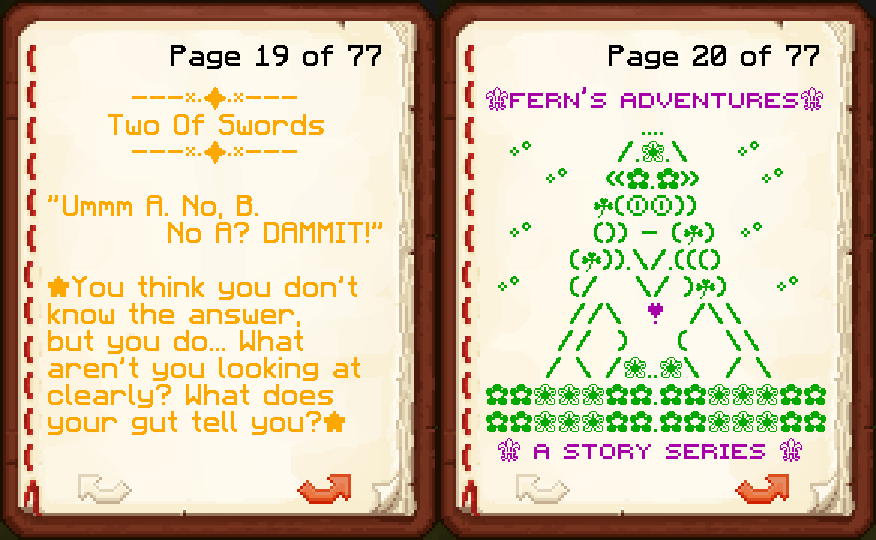 Page 19 of 77
---×.✦.×---
Two Of Swords
---×.✦.×---
"Ummm A. No, B.
No A? DAMMIT!"
You think you don't
know the answer,
but you do... What
aren't you looking at
clearly? What does
your gut tell you?
Page 20 of 77
⚜FERN'S ADVENTURES⚜
....
/.❀.\
«✿.✿»
☘(☉☉))
()) — (☘)
(☘)).\/.((()
(/ \/ )☘)
/\ ♥ /\
// ) ( \\
/ \ /❀..❀\ / \
✿✿❀❀❀✿✿.✿✿❀❀❀✿✿
✿✿❀❀❀✿✿.✿✿❀❀❀✿✿
⚜ A STORY SERIES ⚜